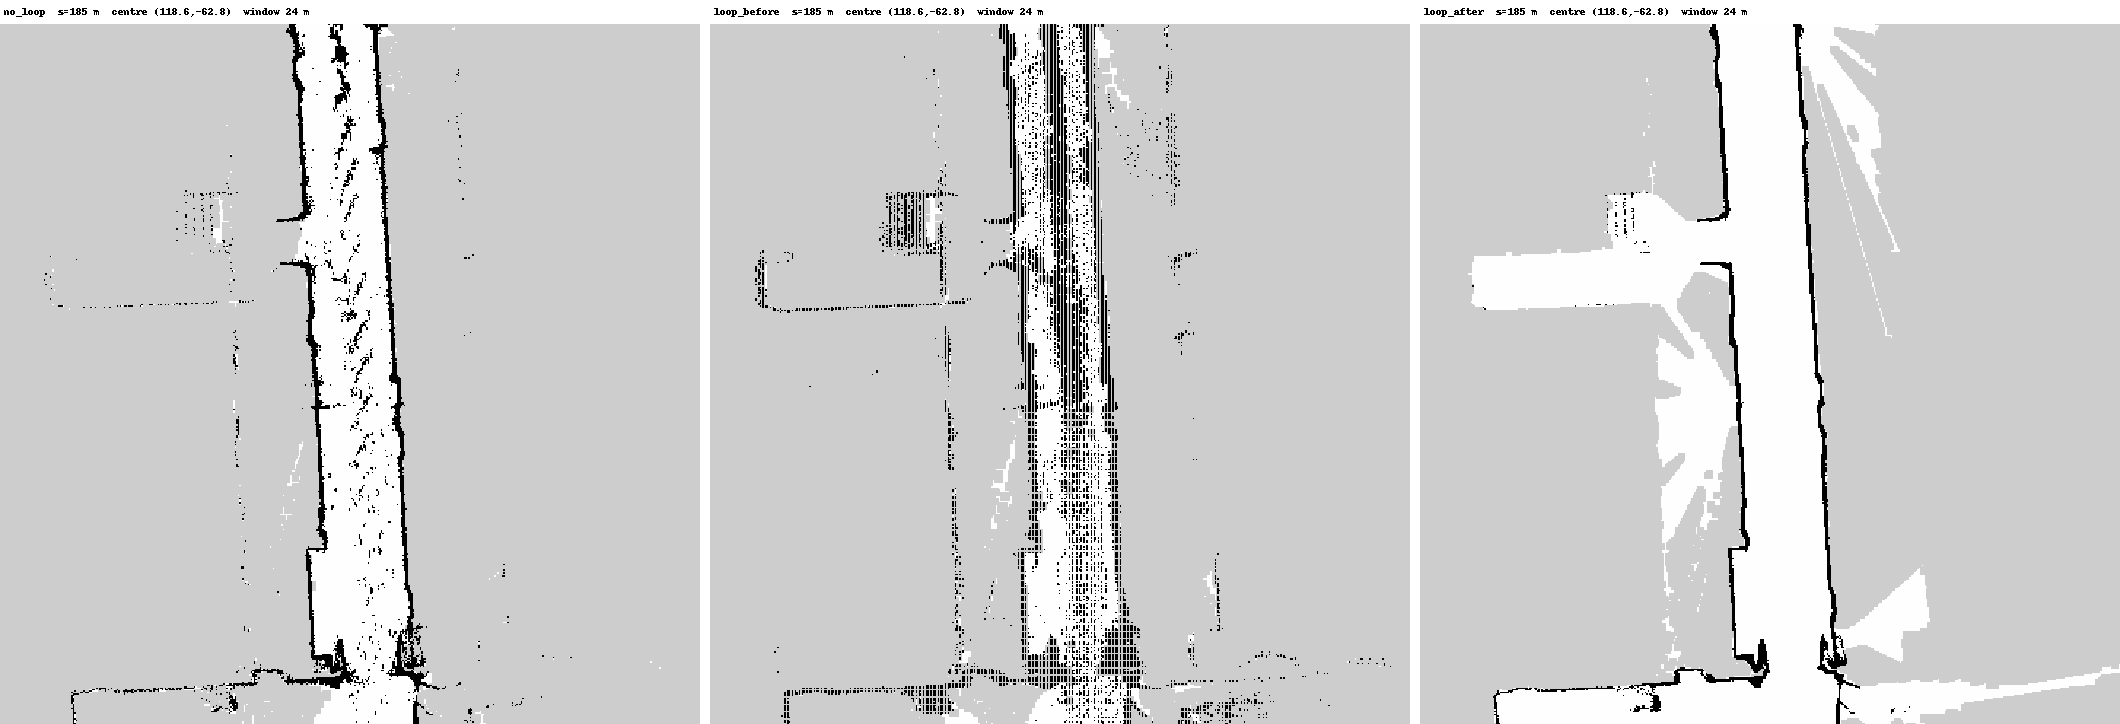 no_loop  s=185 m  centre (118.6,-62.8)  window 24 m
loop_before  s=185 m  centre (118.6,-62.8)  window 24 m
loop_after  s=185 m  centre (118.6,-62.8)  window 24 m